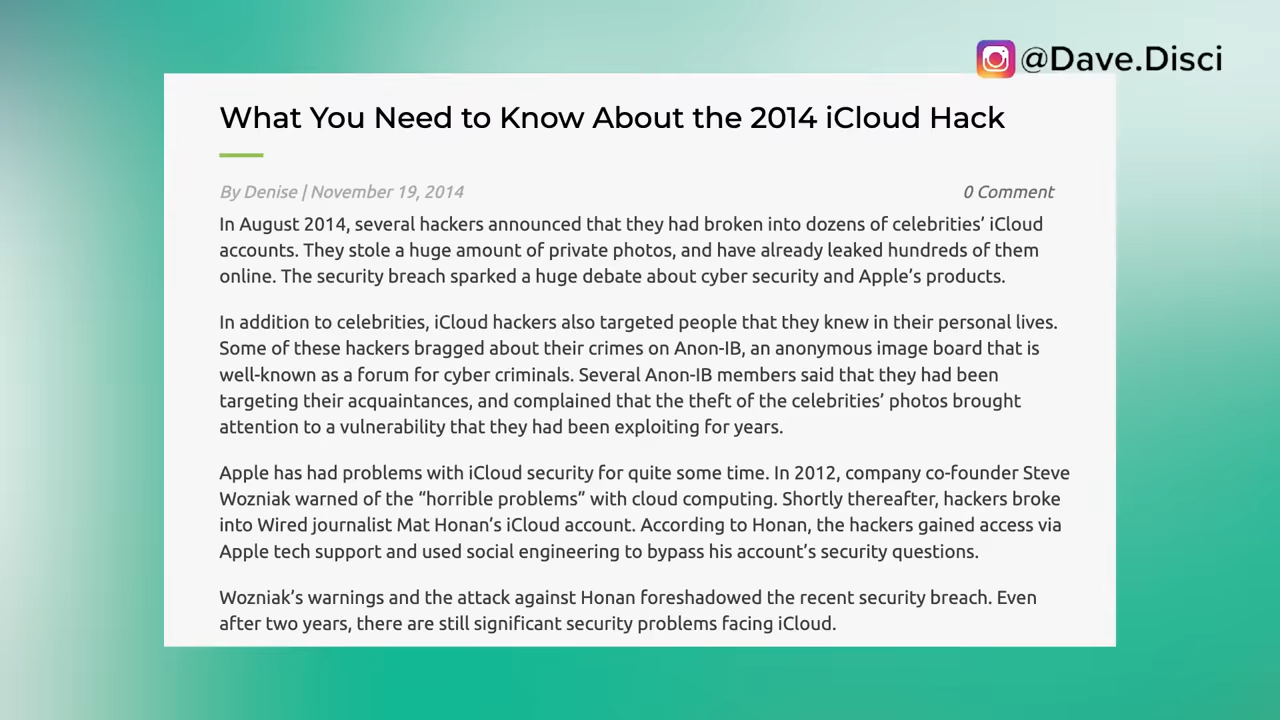 @Dave.Disci
What You Need to Know About the 2014 iCloud Hack
By Denise | November 19, 2014
0 Comment
In August 2014, several hackers announced that they had broken into dozens of celebrities’ iCloud
accounts. They stole a huge amount of private photos, and have already leaked hundreds of them
online. The security breach sparked a huge debate about cyber security and Apple’s products.
In addition to celebrities, iCloud hackers also targeted people that they knew in their personal lives.
Some of these hackers bragged about their crimes on Anon-IB, an anonymous image board that is
well-known as a forum for cyber criminals. Several Anon-IB members said that they had been
targeting their acquaintances, and complained that the theft of the celebrities’ photos brought
attention to a vulnerability that they had been exploiting for years.
Apple has had problems with iCloud security for quite some time. In 2012, company co-founder Steve
Wozniak warned of the “horrible problems” with cloud computing. Shortly thereafter, hackers broke
into Wired journalist Mat Honan’s iCloud account. According to Honan, the hackers gained access via
Apple tech support and used social engineering to bypass his account’s security questions.
Wozniak’s warnings and the attack against Honan foreshadowed the recent security breach. Even
after two years, there are still significant security problems facing iCloud.